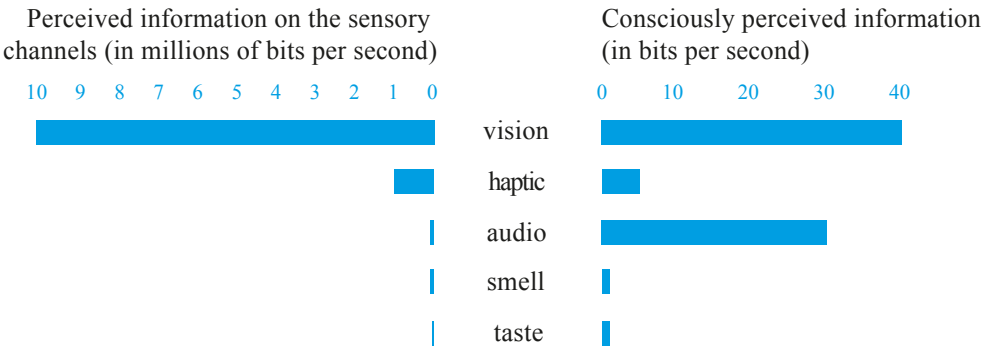 Perceived information on the sensory
channels (in millions of bits per second)
Consciously perceived information
(in bits per second)
10 9 8 7 6 5 4 3 2 1 0
0 10 20 30 40
vision
haptic
audio
smell
taste